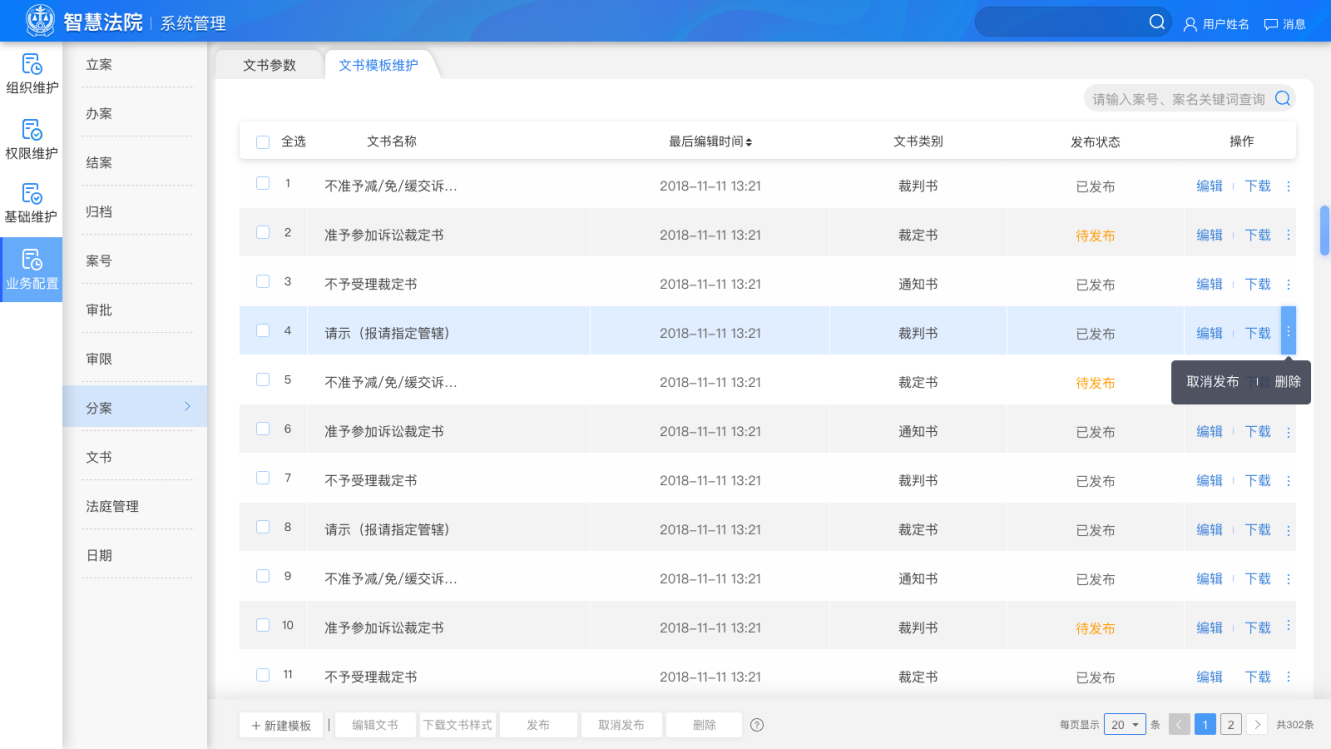 智慧法院 | 系统管理
用户姓名 消息
组织维护
权限维护
基础维护
业务配置
立案
办案
结案
归档
案号
审批
审限
分案
文书
法庭管理
日期
文书参数 文书模板维护
请输入案号、案名关键词查询
全选 文书名称 最后编辑时间 文书类别 发布状态 操作
1 不准予减/免/缓交诉... 2018-11-11 13:21 裁判书 已发布 编辑 下载
2 准予参加诉讼裁定书 2018-11-11 13:21 裁定书 待发布 编辑 下载
3 不予受理裁定书 2018-11-11 13:21 通知书 已发布 编辑 下载
4 请示（报请指定管辖） 2018-11-11 13:21 裁判书 已发布 编辑 下载
5 不准予减/免/缓交诉... 2018-11-11 13:21 裁定书 待发布
取消发布 删除
6 准予参加诉讼裁定书 2018-11-11 13:21 通知书 已发布 编辑 下载
7 不予受理裁定书 2018-11-11 13:21 裁判书 已发布 编辑 下载
8 请示（报请指定管辖） 2018-11-11 13:21 裁定书 已发布 编辑 下载
9 不准予减/免/缓交诉... 2018-11-11 13:21 通知书 已发布 编辑 下载
10 准予参加诉讼裁定书 2018-11-11 13:21 裁判书 待发布 编辑 下载
11 不予受理裁定书 2018-11-11 13:21 裁定书 已发布 编辑 下载
+ 新建模板 | 编辑文书 下载文书样式 发布 取消发布 删除 ?
每页显示 20 条 < 1 2 > 共302条